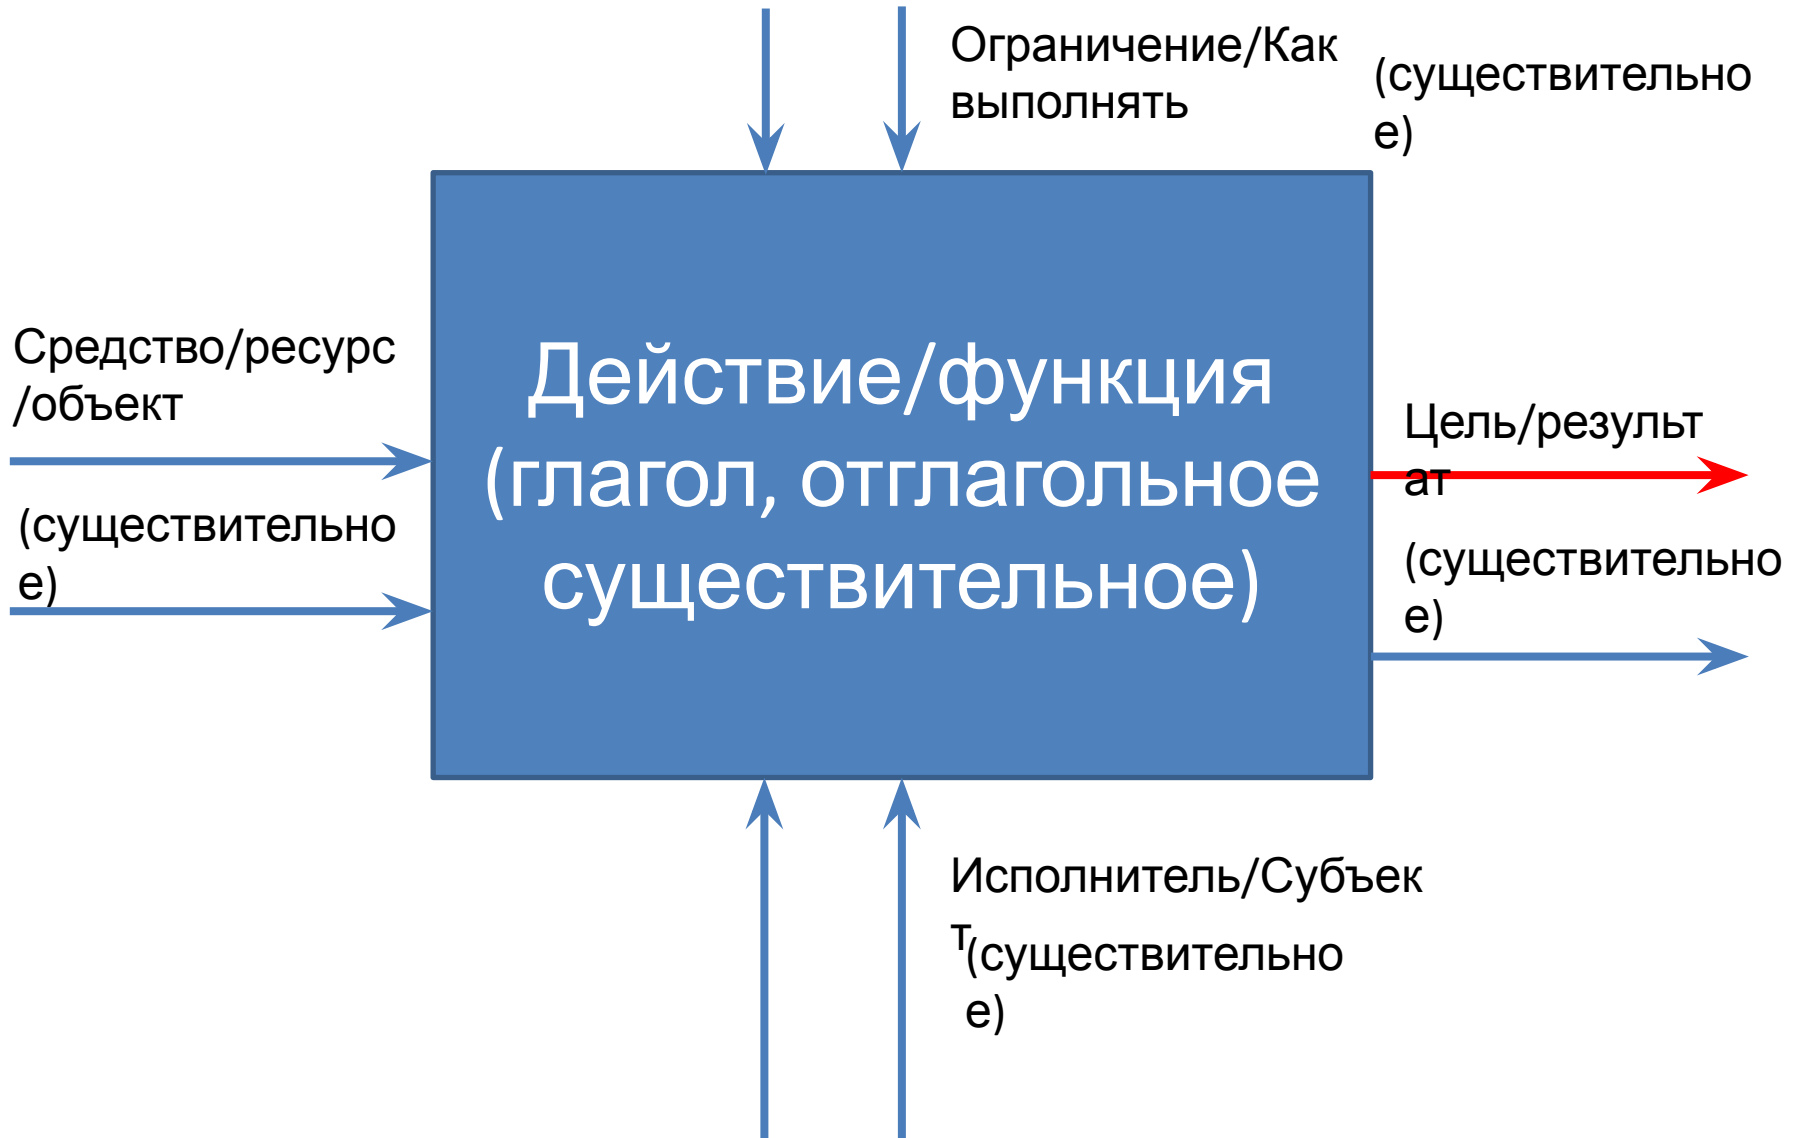 Ограничение/Как
выполнять
(существительно
е)
Средство/ресурс
/объект
(существительно
е)
Действие/функция
(глагол, отглагольное
существительное)
Цель/результ
ат
(существительно
е)
Исполнитель/Субъек
т
(существительно
е)